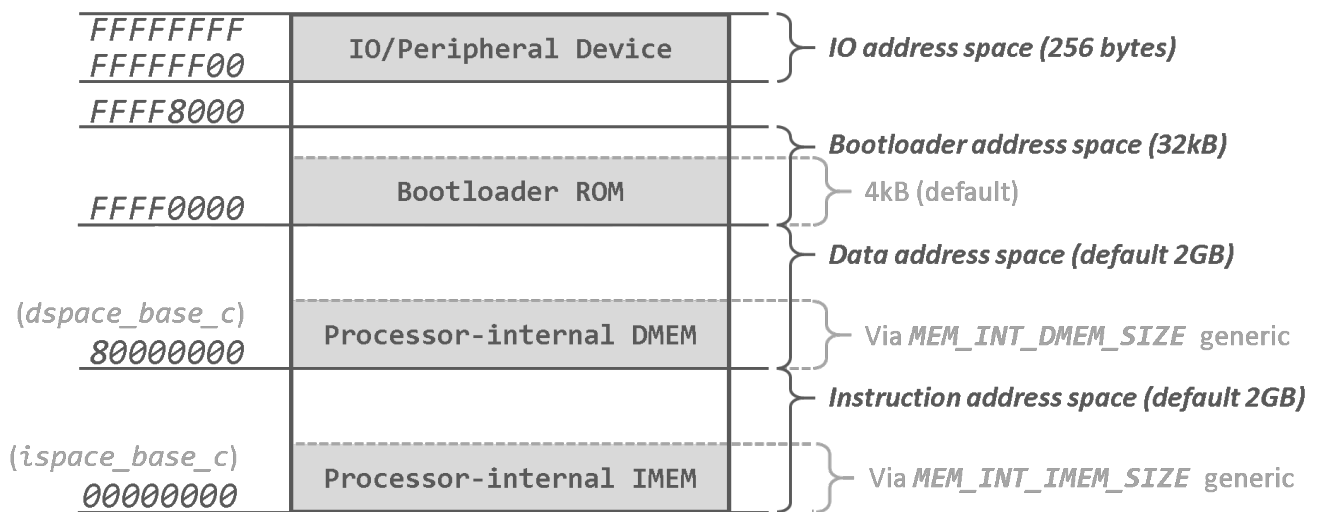 FFFFFFFF
IO/Peripheral Device
IO address space (256 bytes)
FFFFFF00
FFFF8000
Bootloader address space (32kB)
Bootloader ROM
4kB (default)
FFFF0000
Data address space (default 2GB)
(dspace_base_c)
Processor-internal DMEM
Via MEM_INT_DMEM_SIZE generic
80000000
Instruction address space (default 2GB)
(ispace_base_c)
Processor-internal IMEM
Via MEM_INT_IMEM_SIZE generic
00000000